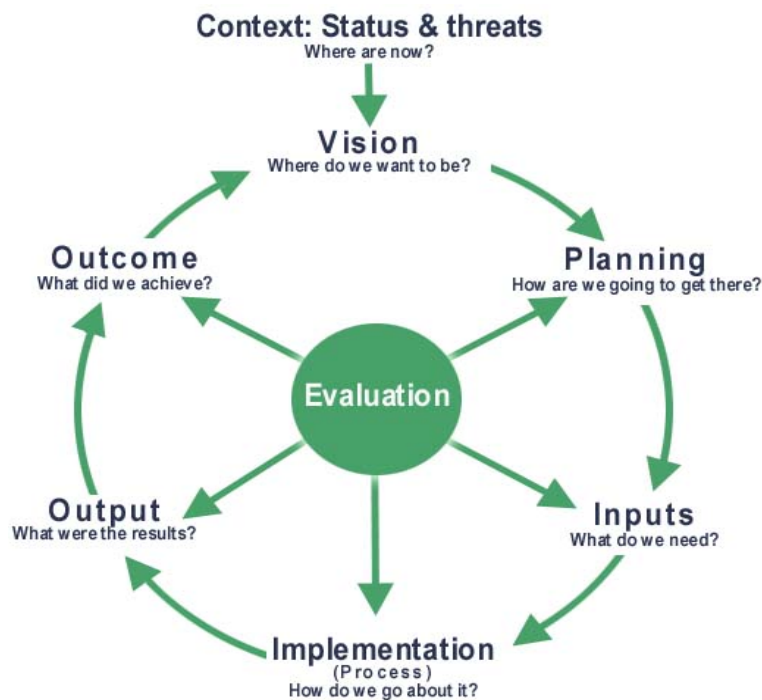 Context: Status & threats
Where are now?
Vision
Where do we want to be?
Outcome
What did we achieve?
Planning
How are we going to get there?
Evaluation
Output
What were the results?
Inputs
What do we need?
Implementation
(Process)
How do we go about it?